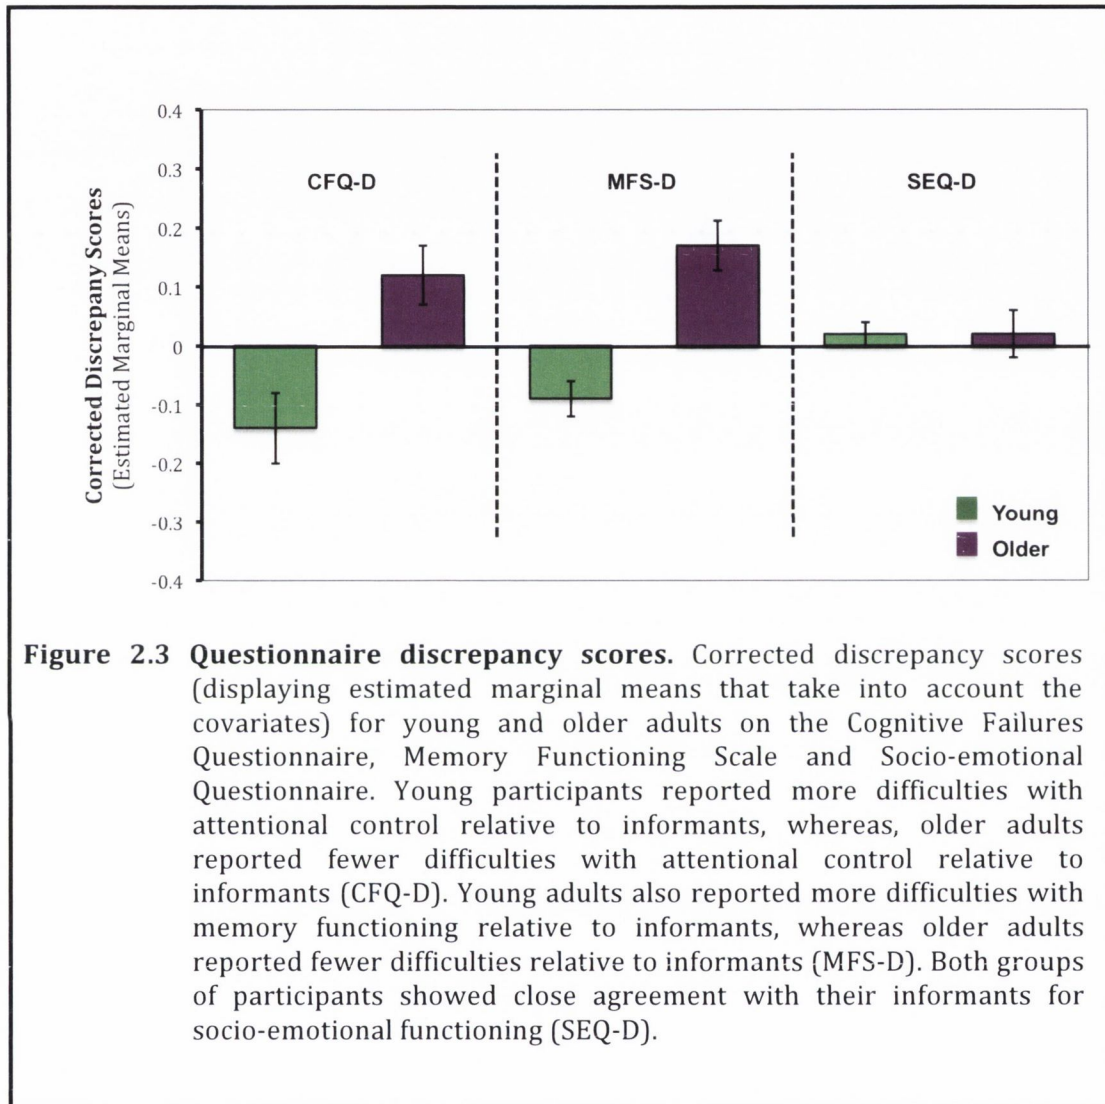 0.4
0.3
0.2
0.1
0
-0.1
-0.2
-0.3
-0.4
Corrected Discrepany Scores
(Estimated Marginal Means)
CFQ-D
MFS-D
SEQ-D
Young
Older
Figure 2.3 Questionnaire discrepancy scores. Corrected discrepancy scores
(displaying estimated marginal means that take into account the
covariates) for young and older adults on the Cognitive Failures
Questionnaire, Memory Functioning Scale and Socio-emotional
Questionnaire. Young participants reported more difficulties with
attentional control relative to informants, whereas, older adults
reported fewer difficulties with attentional control relative to
informants (CFQ-D). Young adults also reported more difficulties with
memory functioning relative to informants, whereas older adults
reported fewer difficulties relative to informants (MFS-D). Both groups
of participants showed close agreement with their informants for
socio-emotional functioning (SEQ-D).